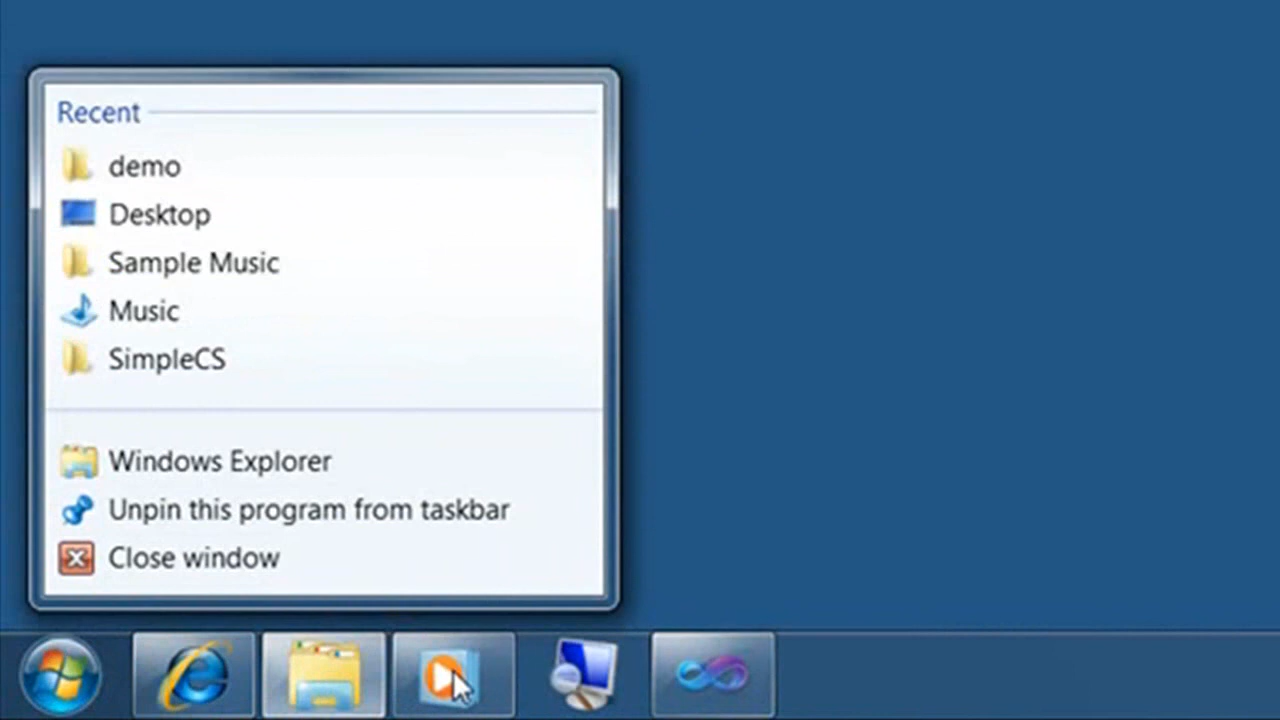 Recent
demo
Desktop
Sample Music
Music
SimpleCS
Windows Explorer
Unpin this program from taskbar
Close window